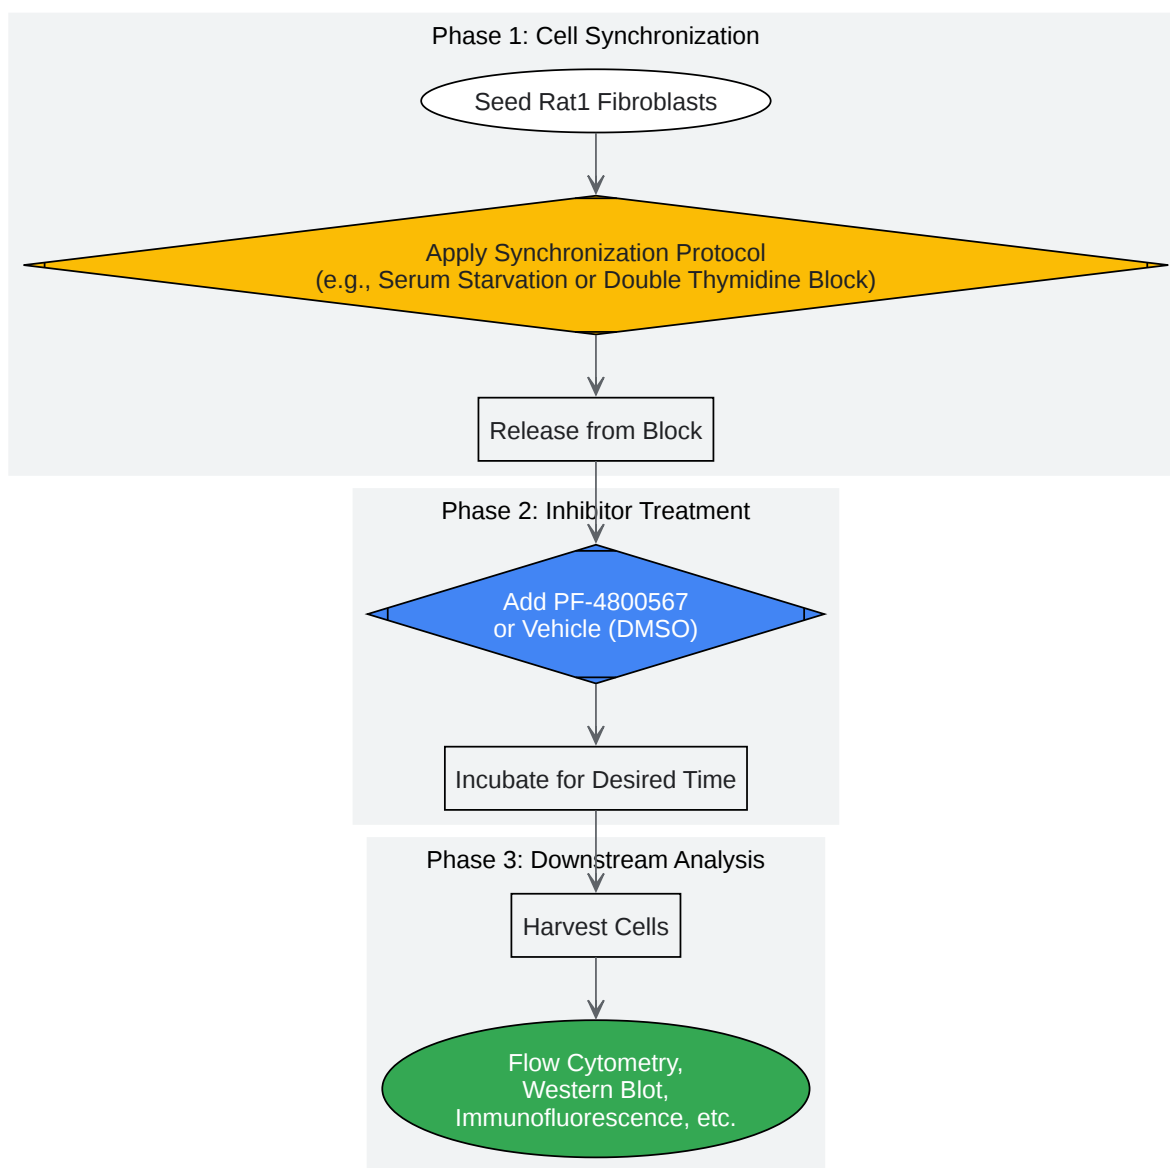 Phase 1: Cell Synchronization
Seed Rat1 Fibroblasts
Apply Synchronization Protocol
(e.g., Serum Starvation or Double Thymidine Block)
Release from Block
Phase 2: Inhibitor Treatment
Add PF-4800567
or Vehicle (DMSO)
Incubate for Desired Time
Phase 3: Downstream Analysis
Harvest Cells
Flow Cytometry,
Western Blot,
Immunofluorescence, etc.